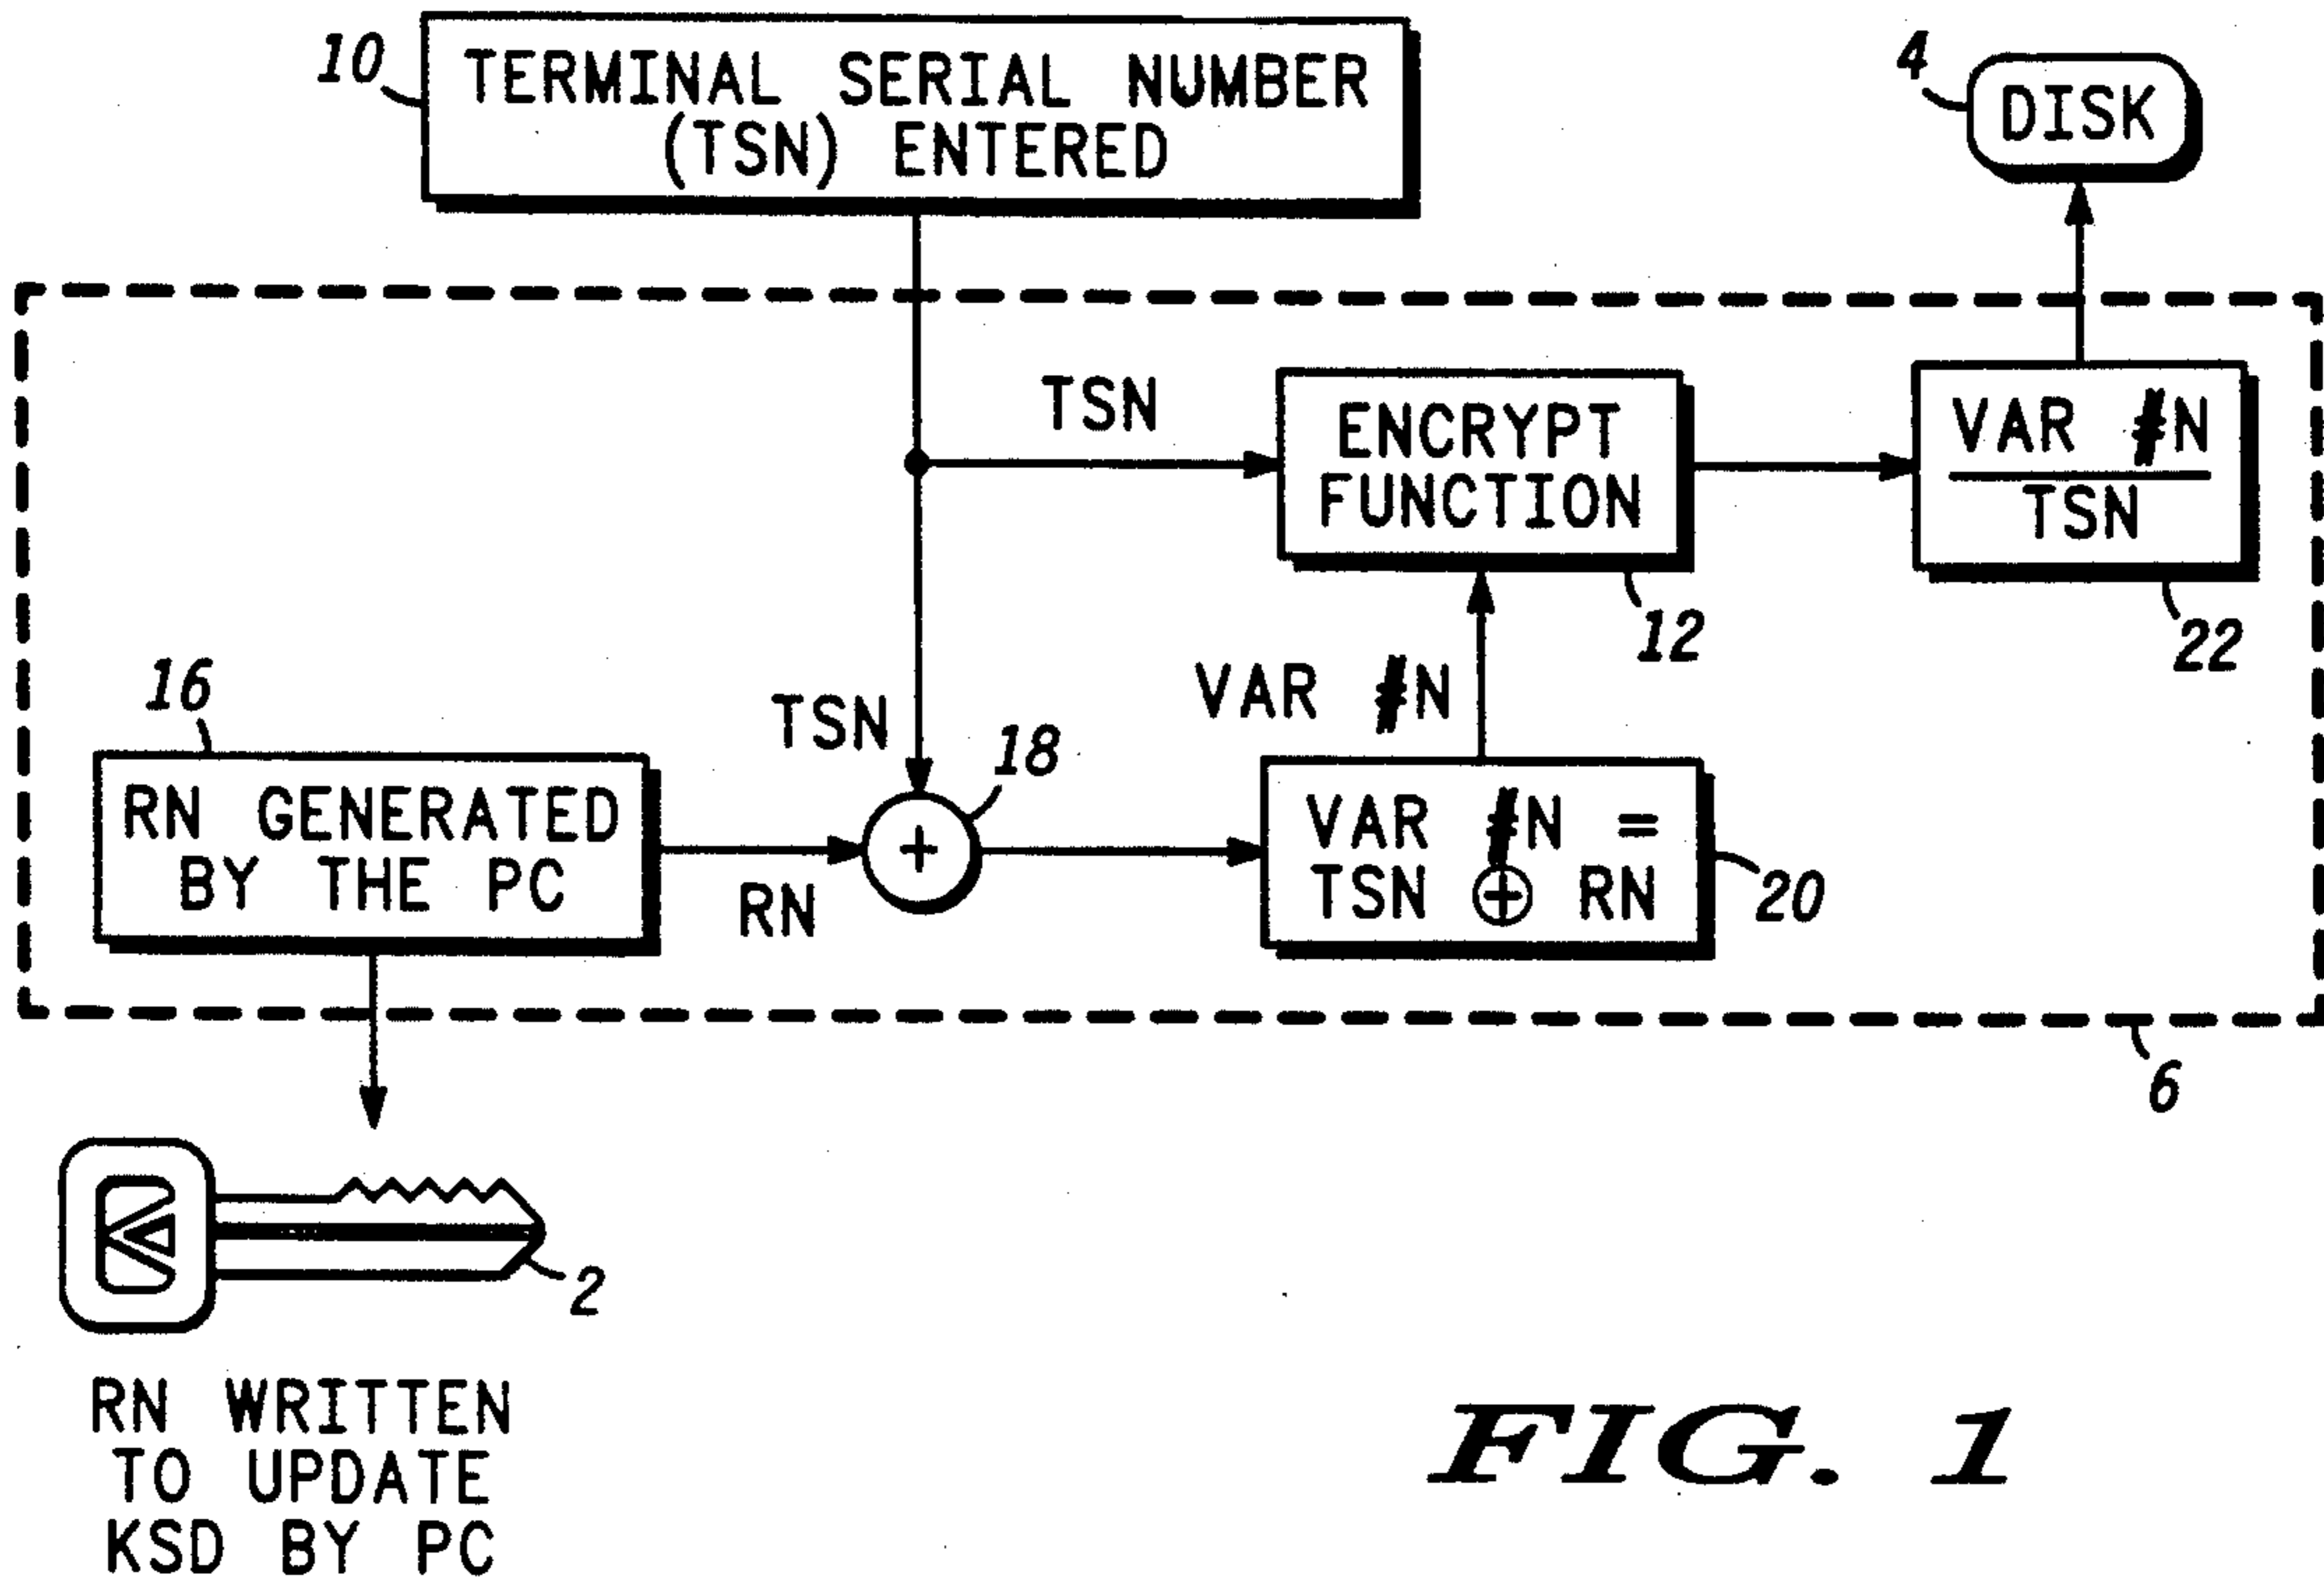 10
TERMINAL SERIAL NUMBER
(TSN) ENTERED
4
DISK
TSN
ENCRYPT
FUNCTION
12
VAR #N
TSN
22
16
RN GENERATED
BY THE PC
TSN
18
+
RN
VAR #N
VAR #N =
TSN ⊕ RN
20
6
2
RN WRITTEN
TO UPDATE
KSD BY PC
FIG. 1